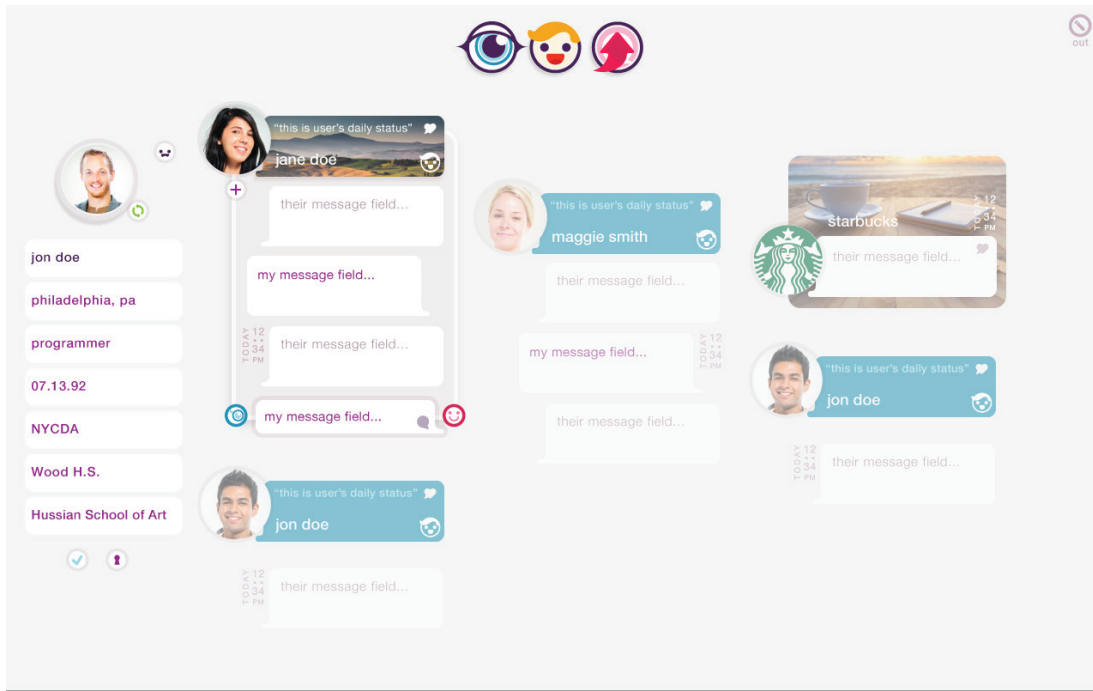 out
jon doe
philadelphia, pa
programmer
07.13.92
NYCDA
Wood H.S.
Hussian School of Art
"this is user's daily status"
jane doe
their message field...
my message field...
TODAY
12
34
PM
their message field...
my message field...
"this is user's daily status"
jon doe
TODAY
12
34
PM
their message field...
"this is user's daily status"
maggie smith
their message field...
my message field...
TODAY
12
34
PM
their message field...
starbucks
TODAY
12
34
PM
their message field...
"this is user's daily status"
jon doe
TODAY
12
34
PM
their message field...